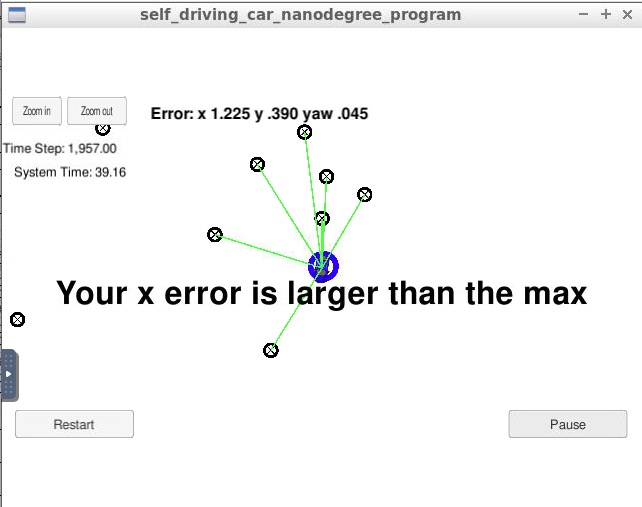 self_driving_car_nanodegree_program
Zoom in Zoom out
Error: x 1.225 y .390 yaw .045
Time Step: 1,957.00
System Time: 39.16
Your x error is larger than the max
Restart
Pause